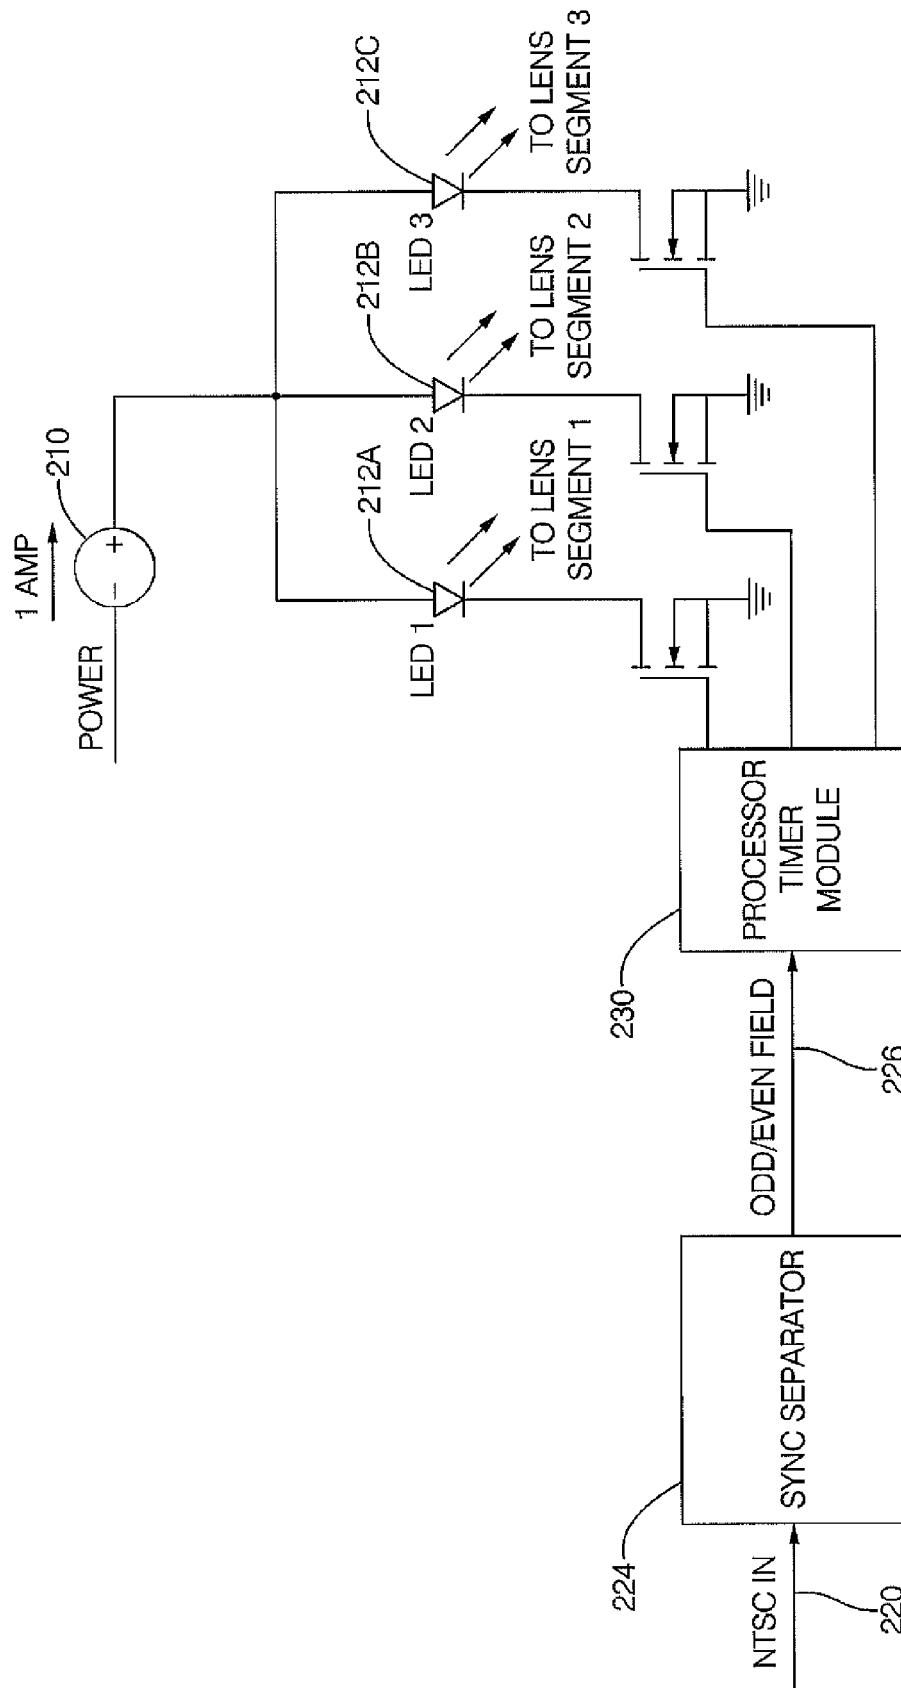 1 AMP
210
POWER
+
−
212A
212B
212C
LED 1
LED 2
LED 3
TO LENS
SEGMENT 1
TO LENS
SEGMENT 2
TO LENS
SEGMENT 3
NTSC IN
220
224
SYNC SEPARATOR
ODD/EVEN FIELD
226
230
PROCESSOR
TIMER
MODULE